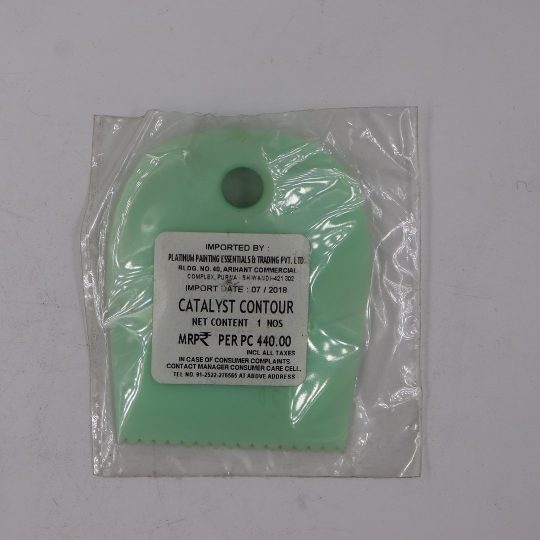 IMPORTED BY :
PLATINUM PAINTING ESSENTIALS & TRADING PVT. LTD
BLDG. NO. 40, ARIHANT COMMERCIAL
COMPLEX, PURNA, BHIWANDI-421 302
IMPORT DATE : 07 / 2018
CATALYST CONTOUR
NET CONTENT 1 NOS
MRP₹ PER PC 440.00
INCL ALL TAXES
IN CASE OF CONSUMER COMPLAINTS
CONTACT MANAGER CONSUMER CARE CELL.
TEL NO. 91-2522-276565 AT ABOVE ADDRESS